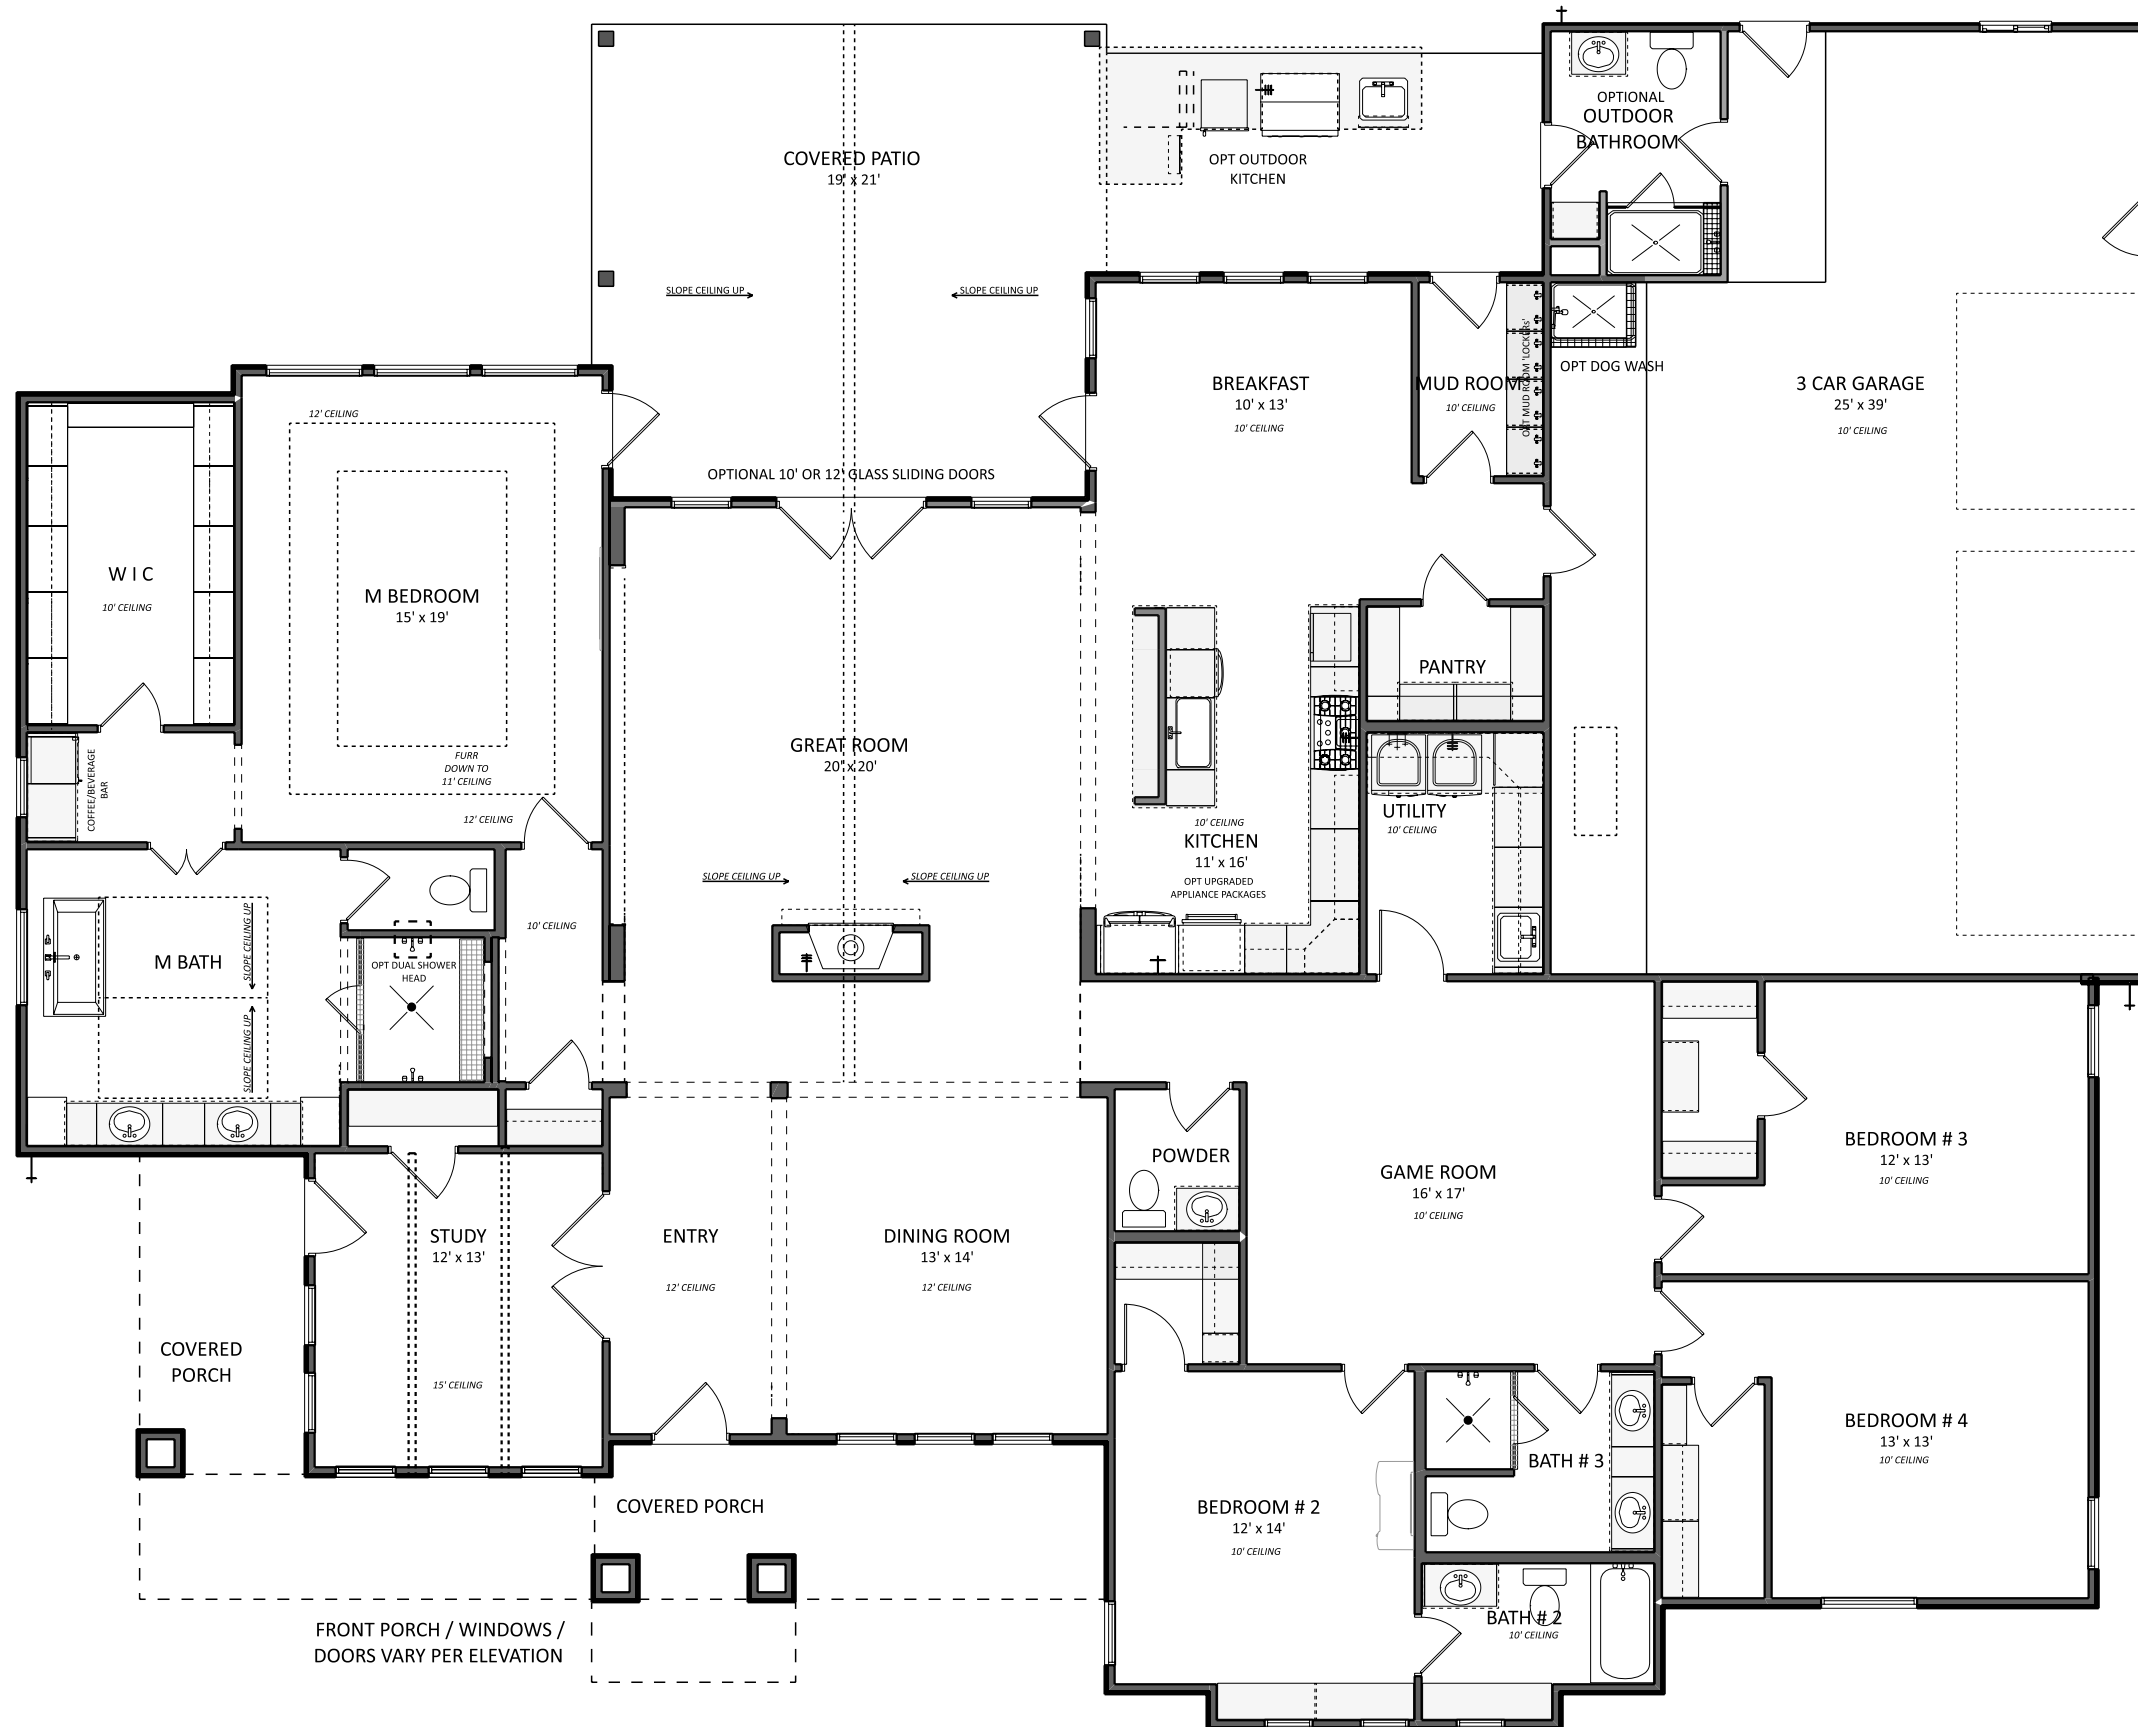 OPTIONAL
OUTDOOR
BATHROOM
COVERED PATIO
19' x 21'
OPT OUTDOOR
KITCHEN
SLOPE CEILING UP
SLOPE CEILING UP
OPT MUD ROOM 'LOCKERS'
OPT DOG WASH
BREAKFAST
10' x 13'
10' CEILING
MUD ROOM
10' CEILING
3 CAR GARAGE
25' x 39'
10' CEILING
12' CEILING
OPTIONAL 10' OR 12' GLASS SLIDING DOORS
W I C
10' CEILING
M BEDROOM
15' x 19'
FURR
DOWN TO
11' CEILING
12' CEILING
COFFEE/BEVERAGE
BAR
GREAT ROOM
20' x 20'
PANTRY
UTILITY
10' CEILING
10' CEILING
KITCHEN
11' x 16'
OPT UPGRADED
APPLIANCE PACKAGES
SLOPE CEILING UP
SLOPE CEILING UP
10' CEILING
M BATH
SLOPE CEILING UP
SLOPE CEILING UP
OPT DUAL SHOWER
HEAD
POWDER
GAME ROOM
16' x 17'
10' CEILING
BEDROOM # 3
12' x 13'
10' CEILING
STUDY
12' x 13'
15' CEILING
ENTRY
12' CEILING
DINING ROOM
13' x 14'
12' CEILING
COVERED
PORCH
BEDROOM # 4
13' x 13'
10' CEILING
BATH # 3
COVERED PORCH
BEDROOM # 2
12' x 14'
10' CEILING
BATH # 2
10' CEILING
FRONT PORCH / WINDOWS /
DOORS VARY PER ELEVATION